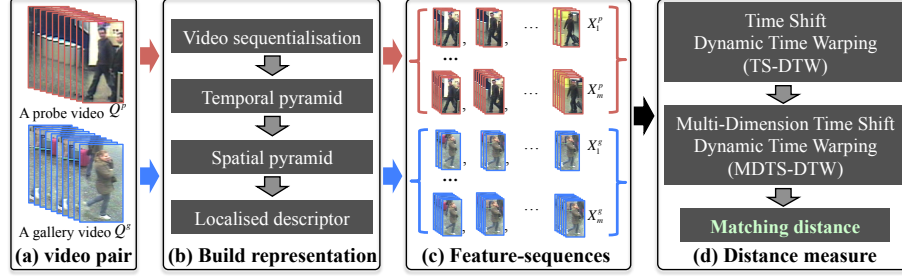 A probe video Q^p
A gallery video Q^g
(a) video pair
Video sequentialisation
Temporal pyramid
Spatial pyramid
Localised descriptor
(b) Build representation
, , ... X_1^p
...
, , ... X_m^p
, , ... X_1^g
...
, , ... X_m^g
(c) Feature-sequences
Time Shift
Dynamic Time Warping
(TS-DTW)
Multi-Dimension Time Shift
Dynamic Time Warping
(MDTS-DTW)
Matching distance
(d) Distance measure